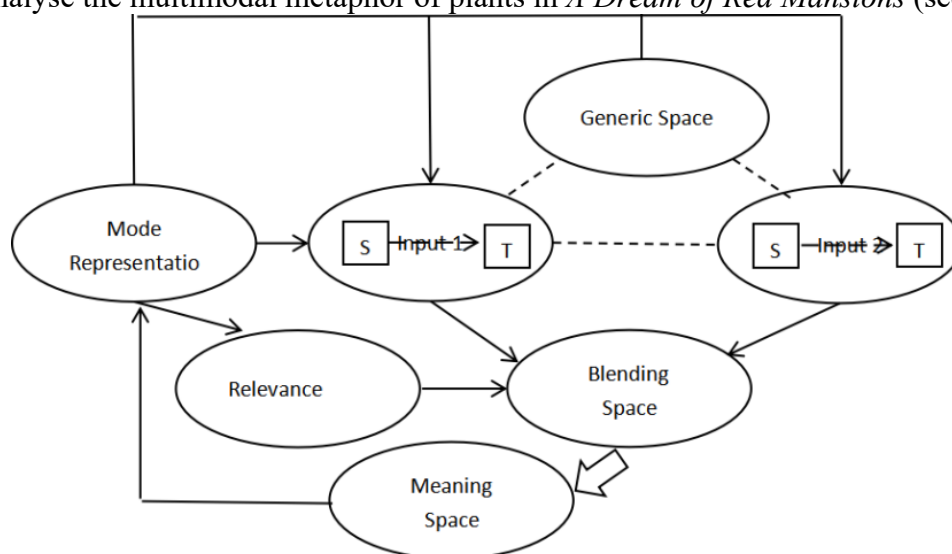 nalyse the multimodal metaphor of plants in A Dream of Red Mansions (se
Generic Space
Mode
Representatio
S
Input 1
T
S
Input 2
T
Relevance
Blending
Space
Meaning
Space